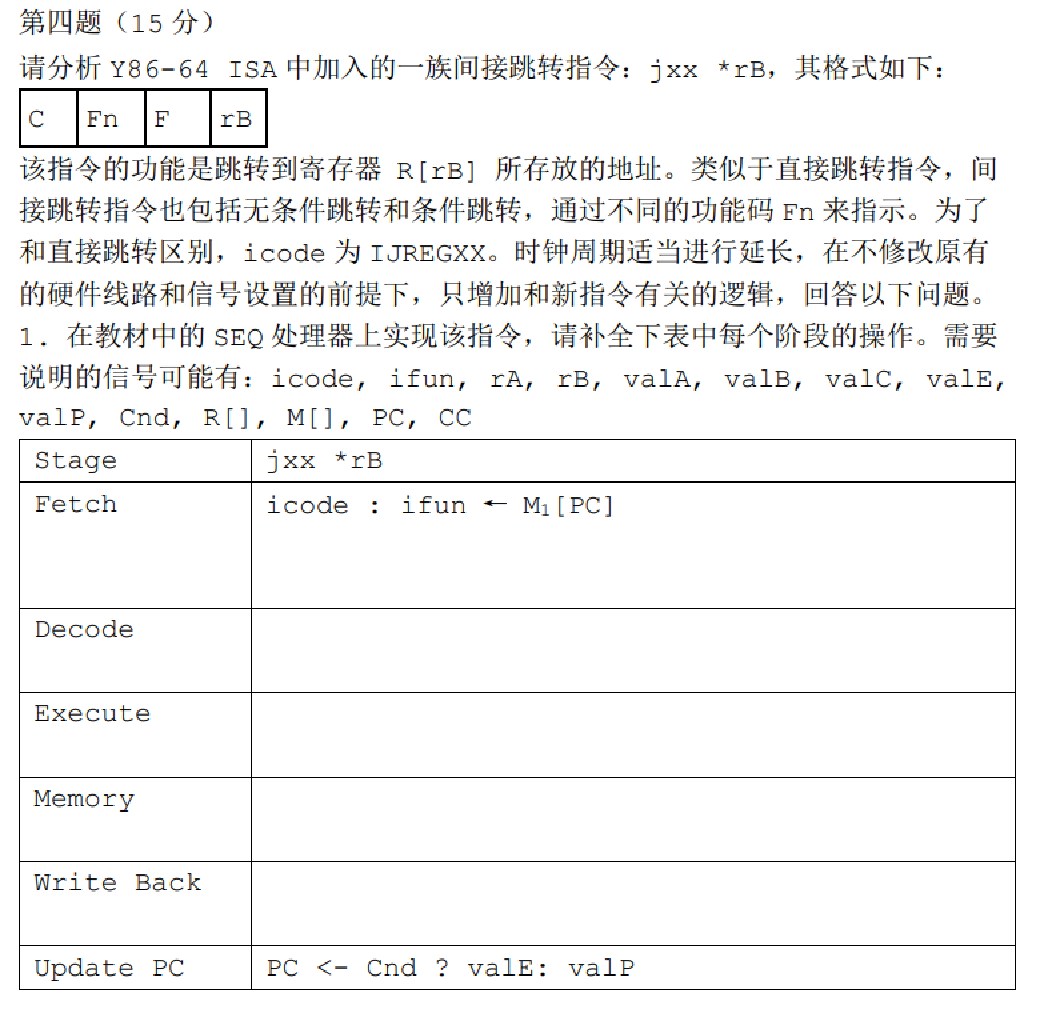 第四题（15 分）
请分析 Y86-64 ISA 中加入的一族间接跳转指令：jxx *rB，其格式如下：
C Fn F rB
该指令的功能是跳转到寄存器 R[rB] 所存放的地址。类似于直接跳转指令，间
接跳转指令也包括无条件跳转和条件跳转，通过不同的功能码 Fn 来指示。为了
和直接跳转区别，icode 为 IJREGXX。时钟周期适当进行延长，在不修改原有
的硬件线路和信号设置的前提下，只增加和新指令有关的逻辑，回答以下问题。
1. 在教材中的 SEQ 处理器上实现该指令，请补全下表中每个阶段的操作。需要
说明的信号可能有：icode, ifun, rA, rB, valA, valB, valC, valE,
valP, Cnd, R[], M[], PC, CC
Stage jxx *rB
Fetch icode : ifun ← M₁[PC]
Decode
Execute
Memory
Write Back
Update PC PC <- Cnd ? valE: valP